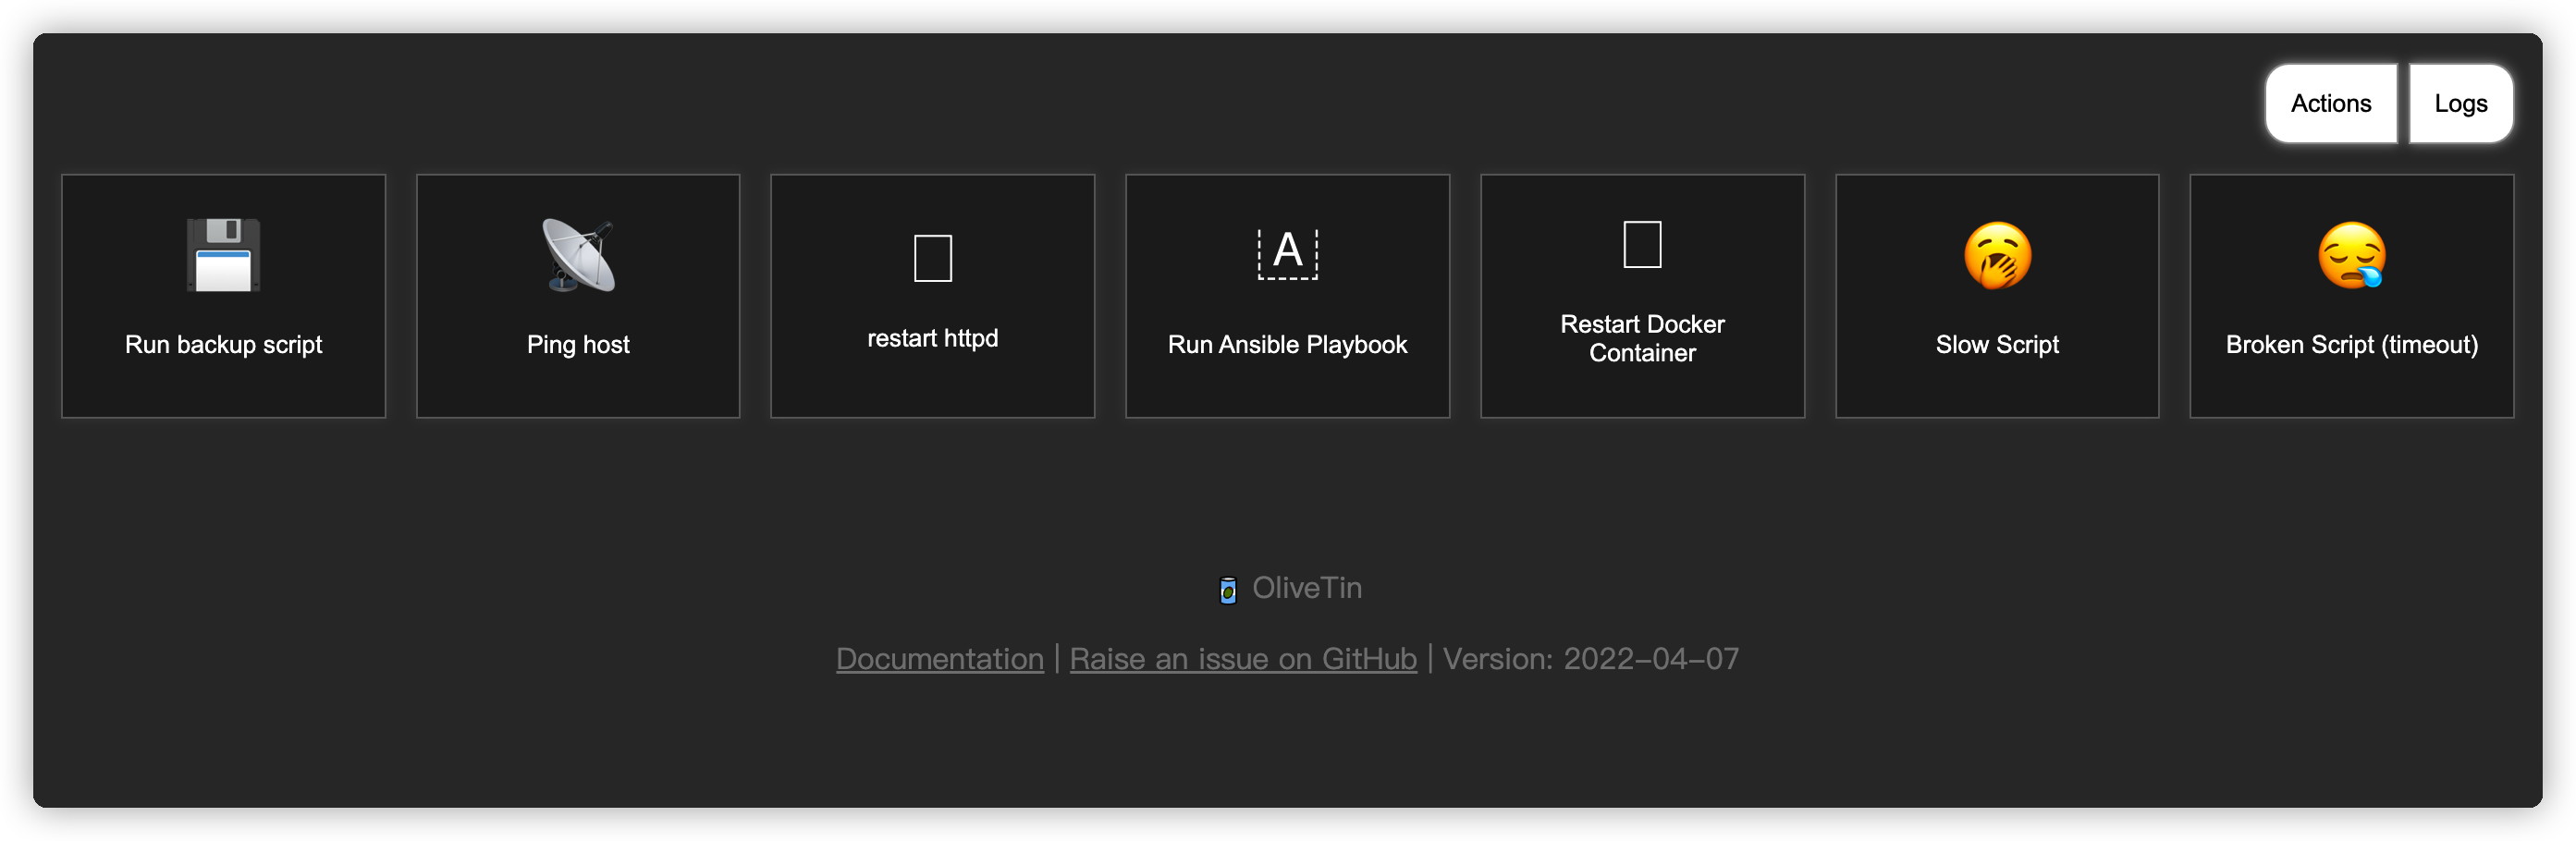 Actions
Logs
Run backup script
Ping host
restart httpd
A
Run Ansible Playbook
Restart Docker
Container
Slow Script
Broken Script (timeout)
OliveTin
Documentation | Raise an issue on GitHub | Version: 2022-04-07